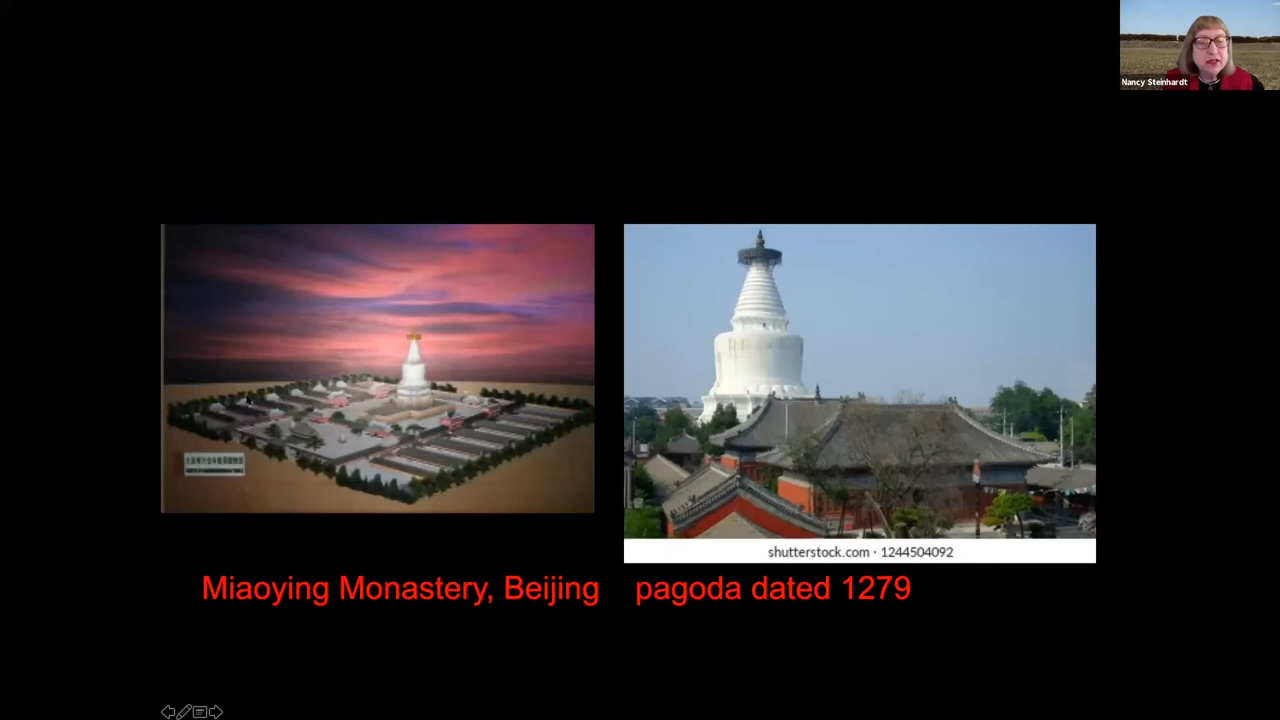 Nancy Steinhardt
shutterstock.com · 1244504092
Miaoying Monastery, Beijing pagoda dated 1279